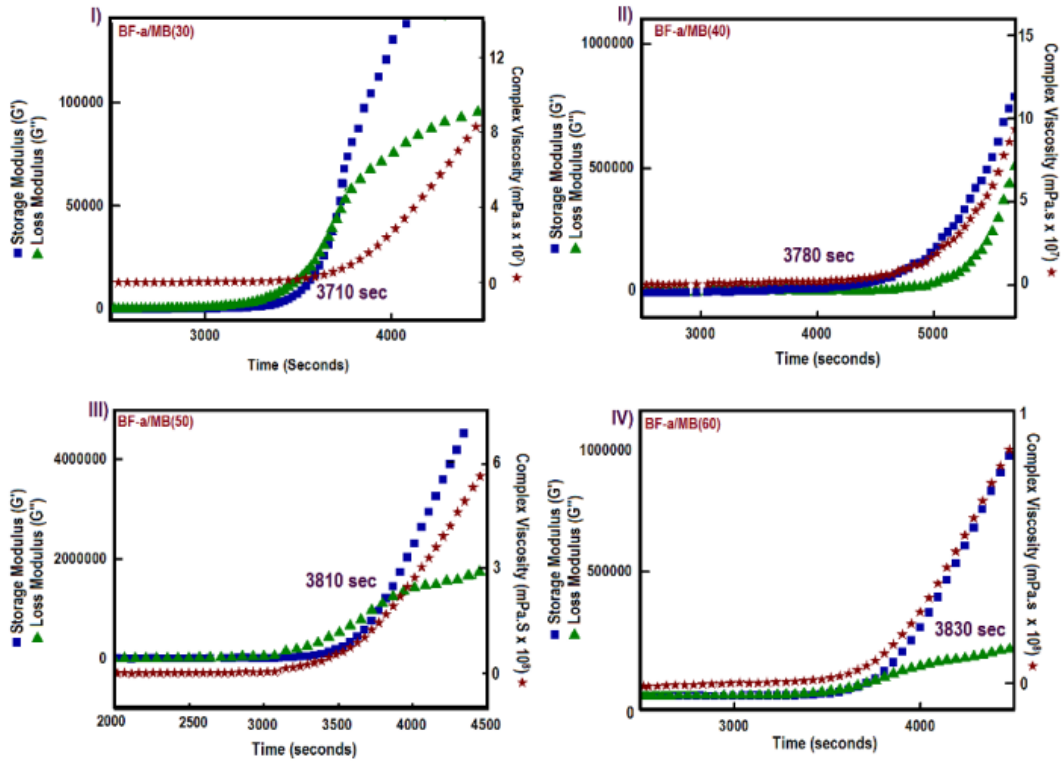 I)
BF-a/MB(30)
100000
50000
0
12
8
4
0
3710 sec
3000
4000
Time (Seconds)
Storage Modulus (G')
Loss Modulus (G'')
Complex Viscosity (mPa.s x 10⁷)
II)
BF-a/MB(40)
1000000
500000
0
15
10
5
0
3780 sec
3000
4000
5000
Time (seconds)
Storage Modulus (G')
Loss Modulus (G'')
Complex Viscosity (mPa.s x 10⁷)
III)
BF-a/MB(50)
4000000
2000000
0
6
3
0
3810 sec
2000
2500
3000
3500
4000
4500
Time (seconds)
Storage Modulus (G')
Loss Modulus (G'')
Complex Viscosity (mPa.S x 10⁸)
IV)
BF-a/MB(60)
1000000
500000
0
1
0
3830 sec
3000
4000
Time (seconds)
Storage Modulus (G')
Loss Modulus (G'')
Complex Viscosity (mPa.s x 10⁸)